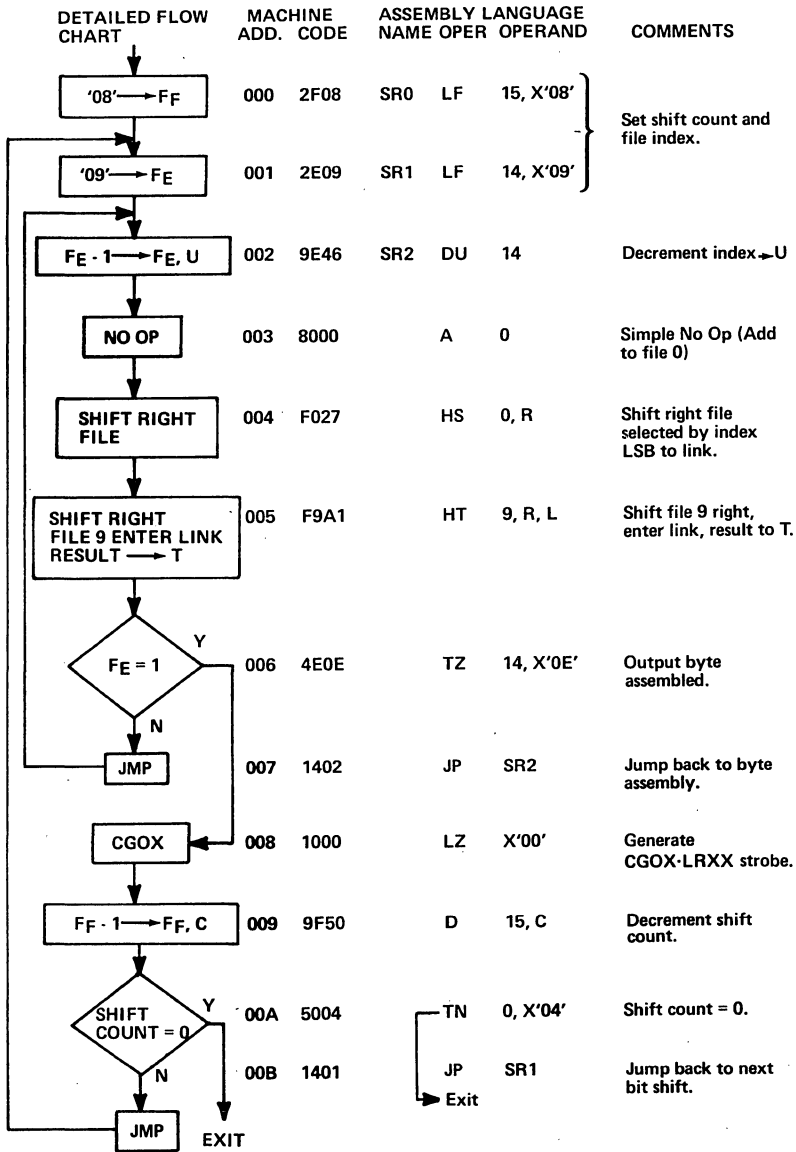 DETAILED FLOW CHART MACHINE ADD. CODE ASSEMBLY LANGUAGE NAME OPER OPERAND COMMENTS
'08' → FF 000 2F08 SR0 LF 15, X'08' Set shift count and file index.
'09' → FE 001 2E09 SR1 LF 14, X'09'
FE - 1 → FE, U 002 9E46 SR2 DU 14 Decrement index → U
NO OP 003 8000 A 0 Simple No Op (Add to file 0)
SHIFT RIGHT FILE 004 F027 HS 0, R Shift right file selected by index LSB to link.
SHIFT RIGHT FILE 9 ENTER LINK RESULT → T 005 F9A1 HT 9, R, L Shift file 9 right, enter link, result to T.
FE = 1 Y N 006 4E0E TZ 14, X'0E' Output byte assembled.
JMP 007 1402 JP SR2 Jump back to byte assembly.
CGOX 008 1000 LZ X'00' Generate CGOX·LRXX strobe.
FF - 1 → FF, C 009 9F50 D 15, C Decrement shift count.
SHIFT COUNT = 0 Y N 00A 5004 TN 0, X'04' Shift count = 0.
00B 1401 JP SR1 Jump back to next bit shift.
Exit
JMP EXIT